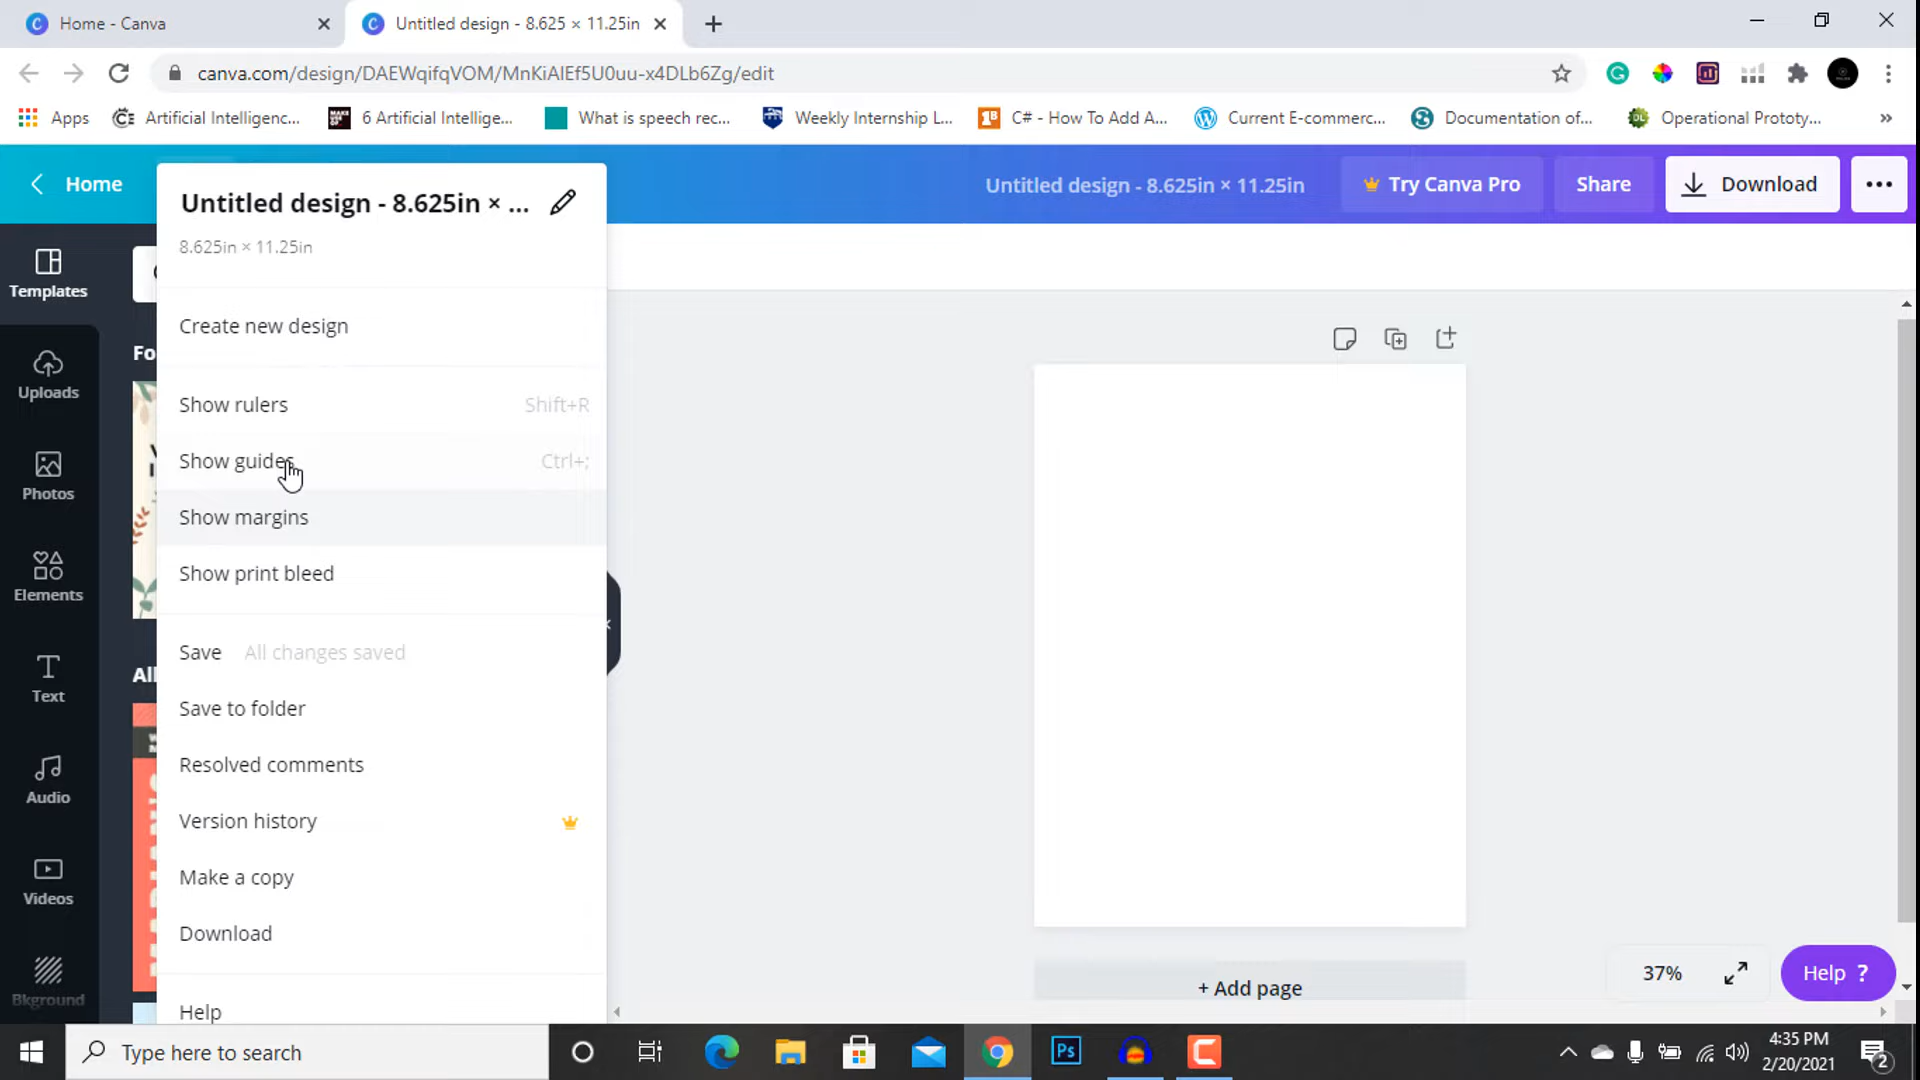 Home - Canva
Untitled design - 8.625 × 11.25in
canva.com/design/DAEWqifqVOM/MnKiAlEf5U0uu-x4DLb6Zg/edit
Apps
Artificial Intelligenc...
6 Artificial Intellige...
What is speech rec...
Weekly Internship L...
C# - How To Add A...
Current E-commerc...
Documentation of...
Operational Prototy...
Home
Untitled design - 8.625in × 11.25in
Try Canva Pro
Share
Download
Untitled design - 8.625in × ...
8.625in × 11.25in
Create new design
Show rulers Shift+R
Show guides Ctrl+;
Show margins
Show print bleed
Save All changes saved
Save to folder
Resolved comments
Version history
Make a copy
Download
Help
Templates
Uploads
Photos
Elements
Text
Audio
Videos
Bkground
Fo
All
+ Add page
37%
Help ?
Type here to search
Ps
4:35 PM
2/20/2021
2